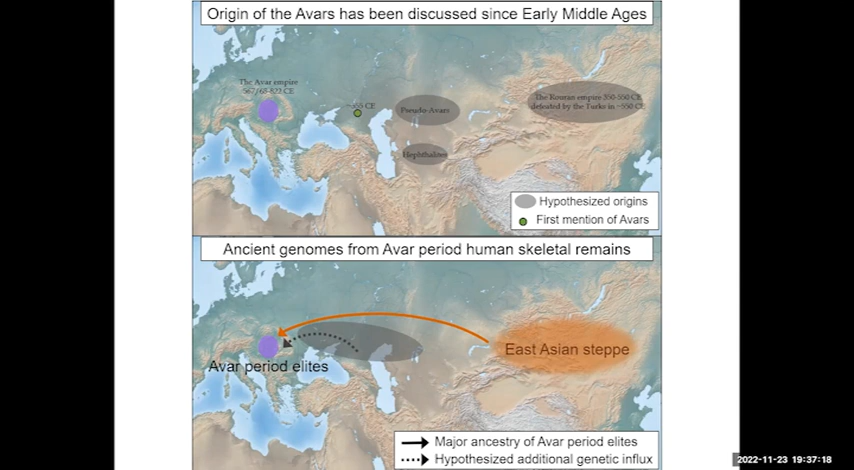 Origin of the Avars has been discussed since Early Middle Ages
The Avar empire
567/68-822 CE
~555 CE
Pseudo-Avars
The Rouran empire 350-550 CE
defeated by the Turks in ~550 CE
Hephthalites
Hypothesized origins
First mention of Avars
Ancient genomes from Avar period human skeletal remains
East Asian steppe
Avar period elites
Major ancestry of Avar period elites
Hypothesized additional genetic influx
2022-11-23 19:37:18